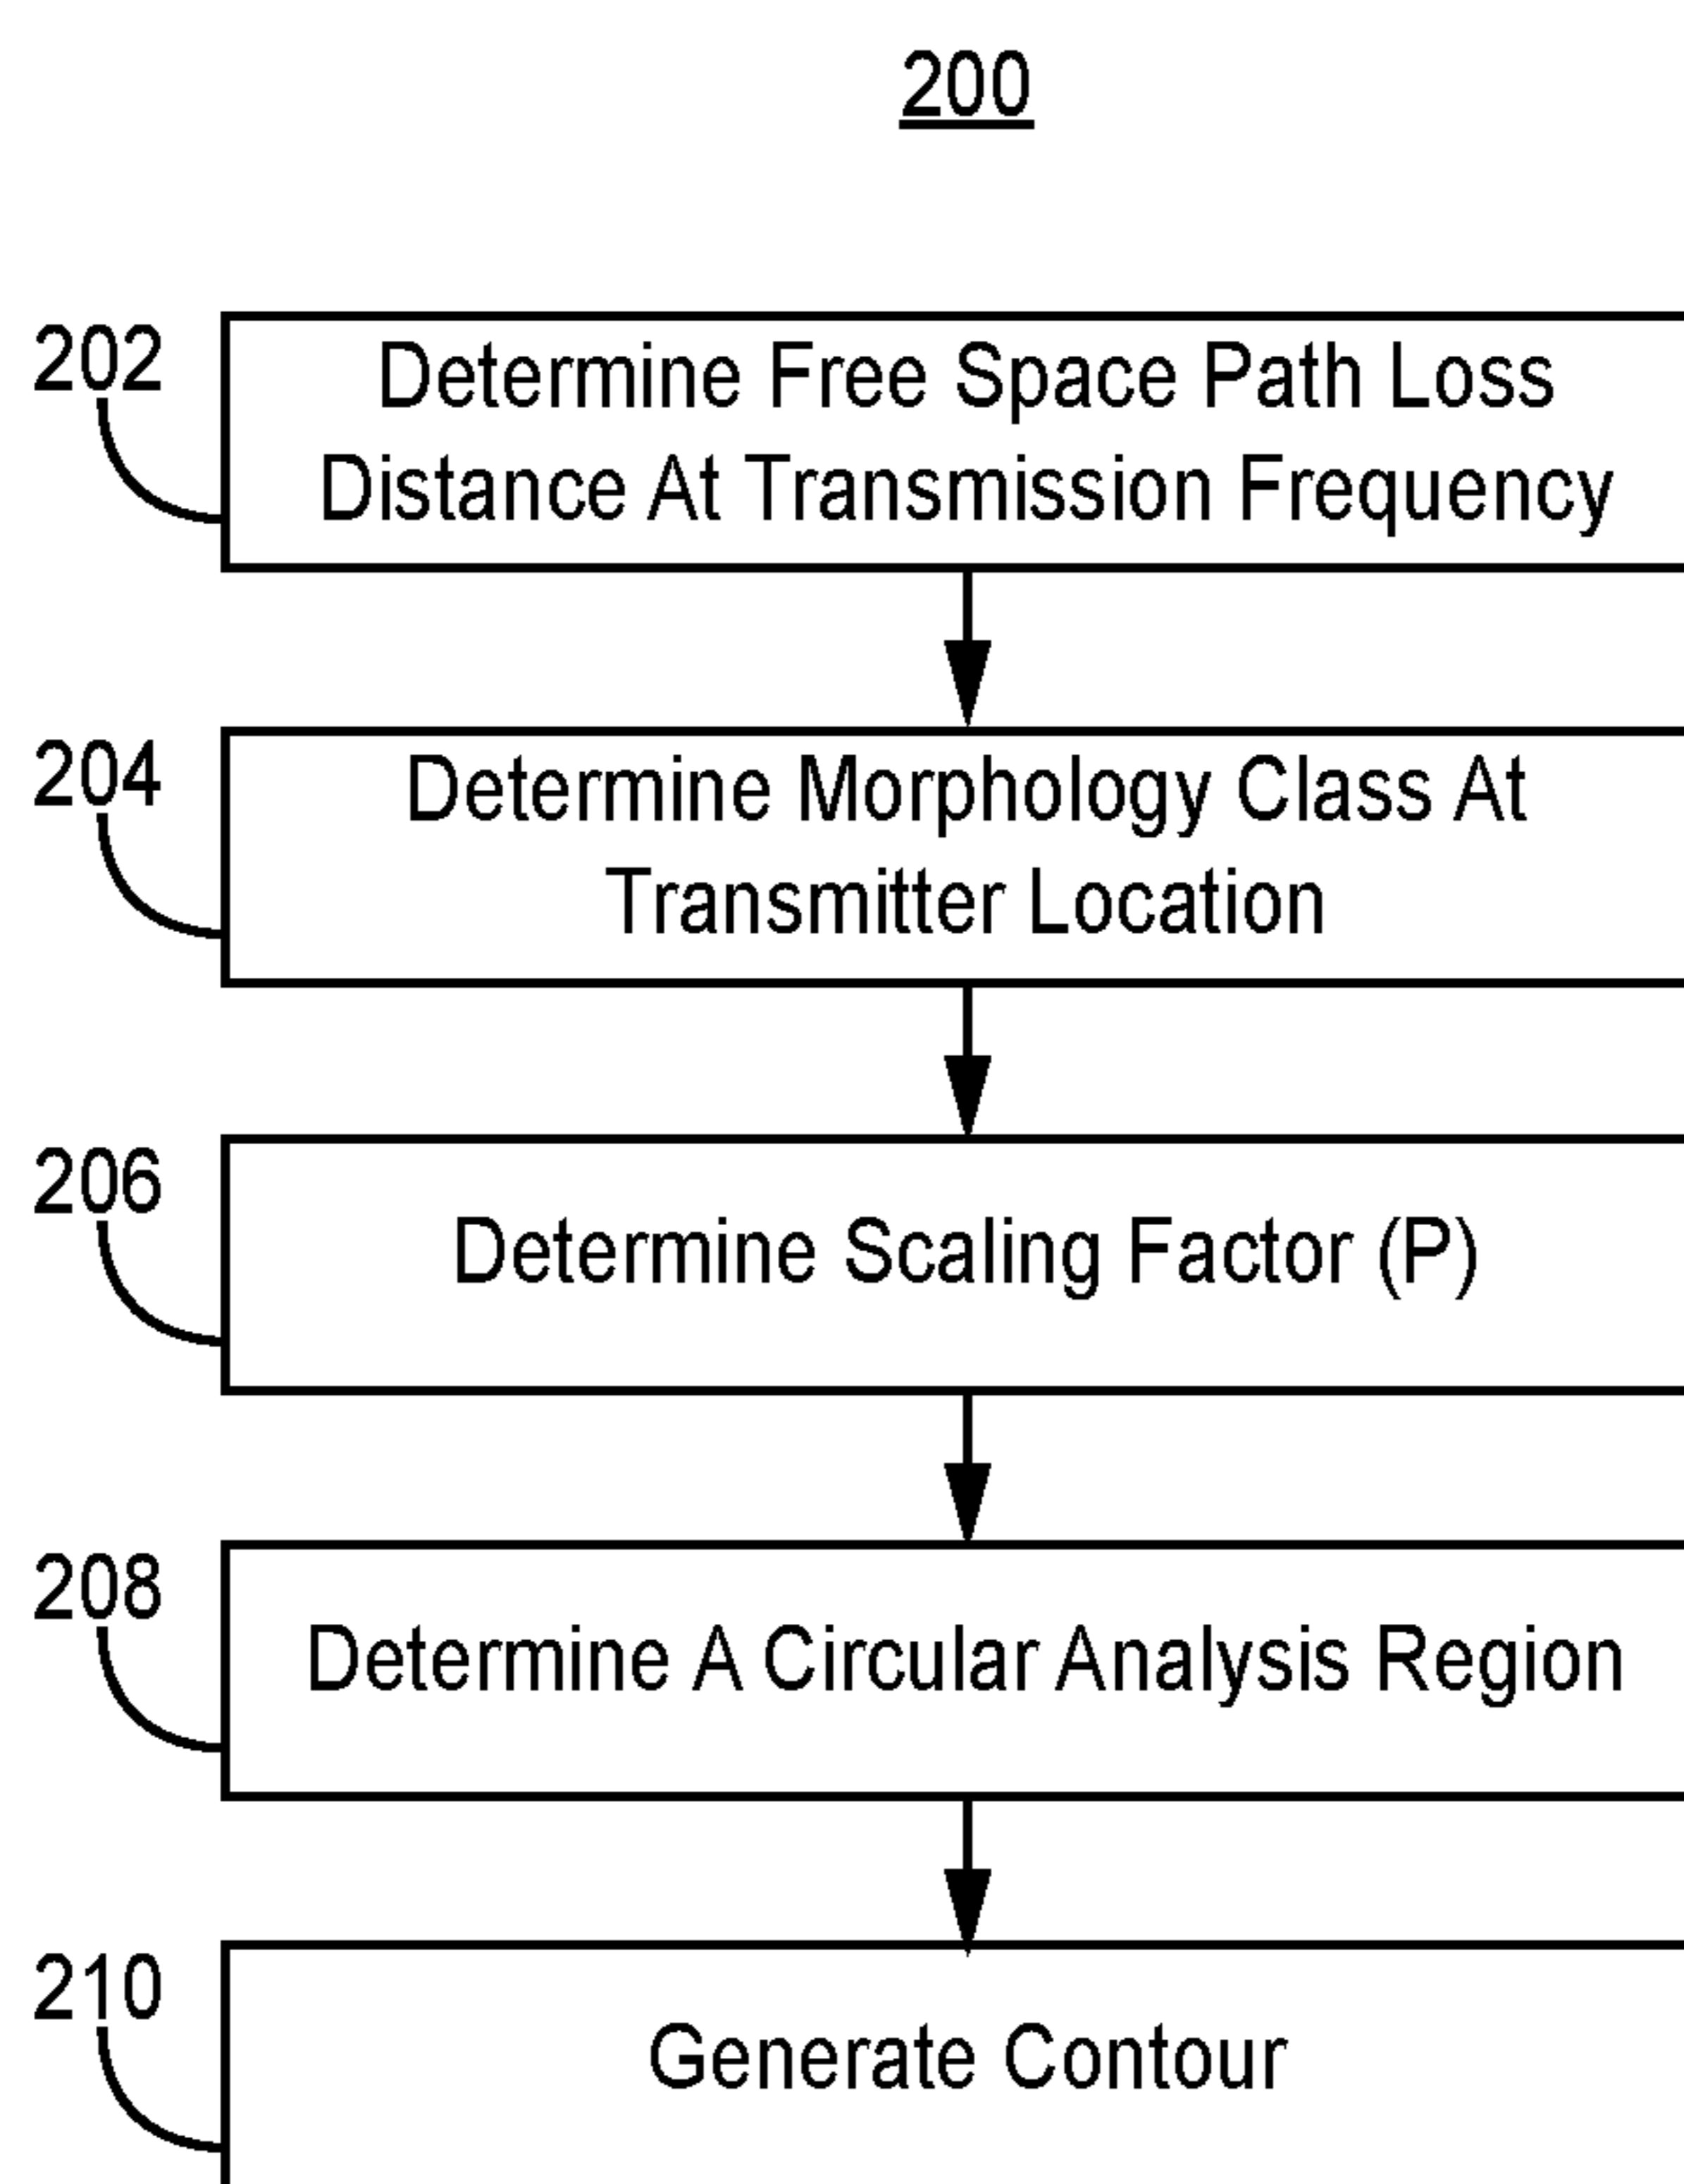 200
202
Determine Free Space Path Loss
Distance At Transmission Frequency
204
Determine Morphology Class At
Transmitter Location
206
Determine Scaling Factor (P)
208
Determine A Circular Analysis Region
210
Generate Contour